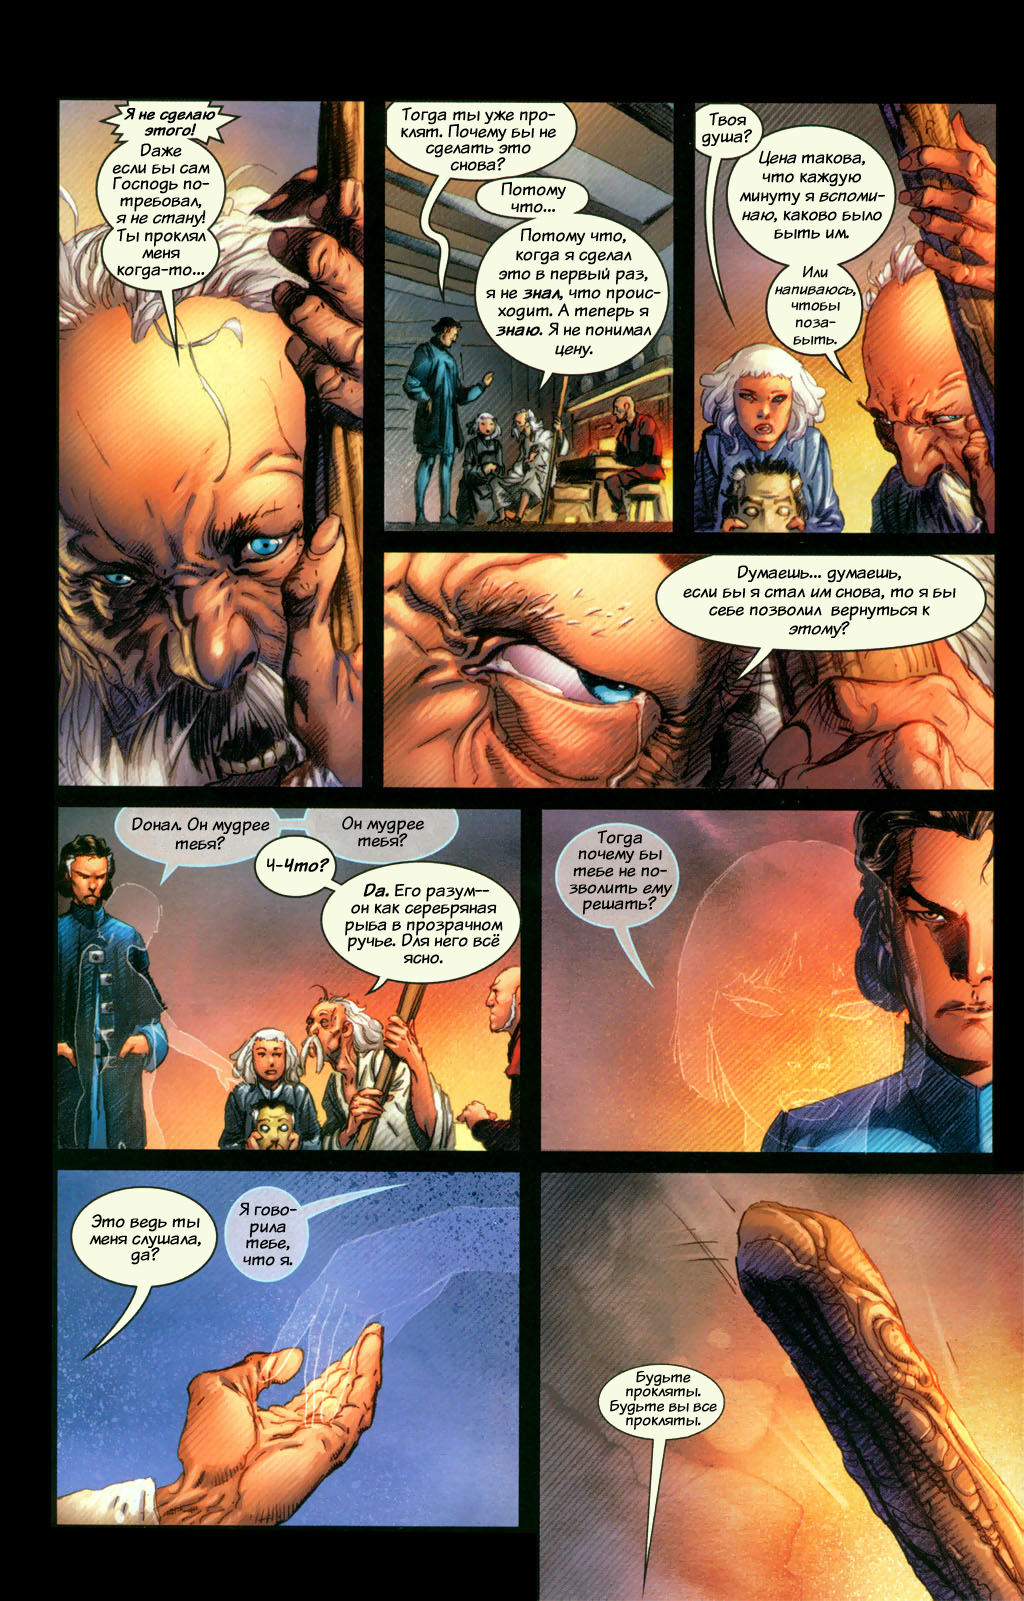 Я не сделаю
этого!
Даже
если бы сам
Господь по-
требовал,
я не стану!
Ты проклял
меня
когда-то...
Тогда ты уже про-
клят. Почему бы не
сделать это
снова?
Потому
что...
Потому что,
когда я сделал
это в первый раз,
я не знал, что проис-
ходит. А теперь я
знаю. Я не понимал
цену.
Твоя
душа?
Цена такова,
что каждую
минуту я вспоми-
наю, каково было
быть им.
Или
напиваюсь,
чтобы
поза-
быть.
Думаешь... думаешь,
если бы я стал им снова, то я бы
себе позволил вернуться к
этому?
Донал. Он мудрее
тебя?
Он мудрее
тебя?
Ч-Что?
Да. Его разум--
он как серебряная
рыба в прозрачном
ручье. Для него всё
ясно.
Тогда
почему бы
тебе не по-
зволить ему
решать?
Это ведь ты
меня слушала,
да?
Я гово-
рила
тебе,
что я.
Будьте
прокляты.
Будьте вы все
прокляты.